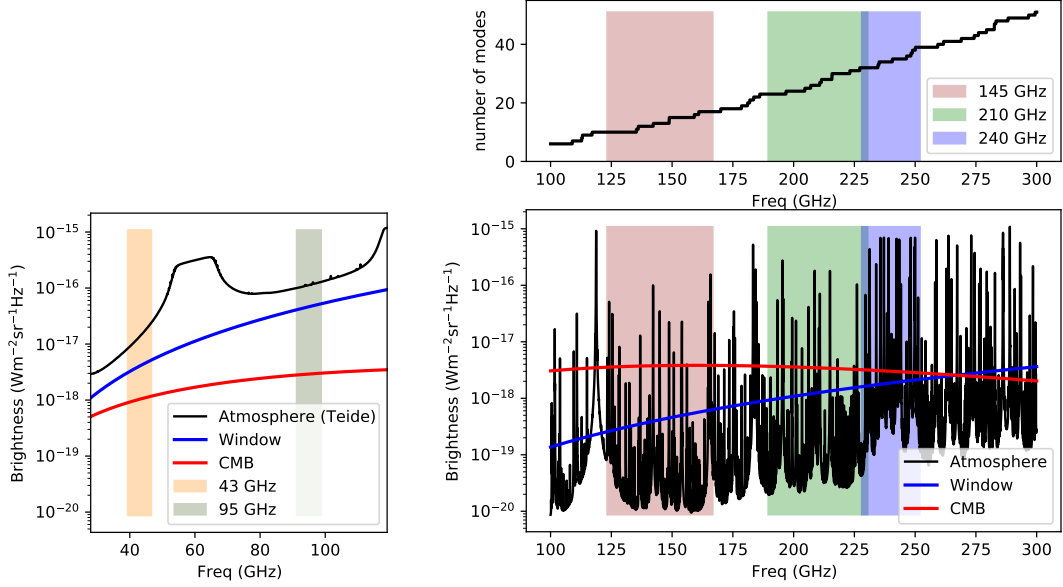 number of modes
40
20
0
100
125
150
175
200
225
250
275
300
Freq (GHz)
145 GHz
210 GHz
240 GHz
Brightness (Wm⁻²sr⁻¹Hz⁻¹)
10⁻¹⁵
10⁻¹⁶
10⁻¹⁷
10⁻¹⁸
10⁻¹⁹
10⁻²⁰
40
60
80
100
Freq (GHz)
Atmosphere (Teide)
Window
CMB
43 GHz
95 GHz
Brightness (Wm⁻²sr⁻¹Hz⁻¹)
10⁻¹⁵
10⁻¹⁶
10⁻¹⁷
10⁻¹⁸
10⁻¹⁹
10⁻²⁰
100
125
150
175
200
225
250
275
300
Freq (GHz)
Atmosphere
Window
CMB